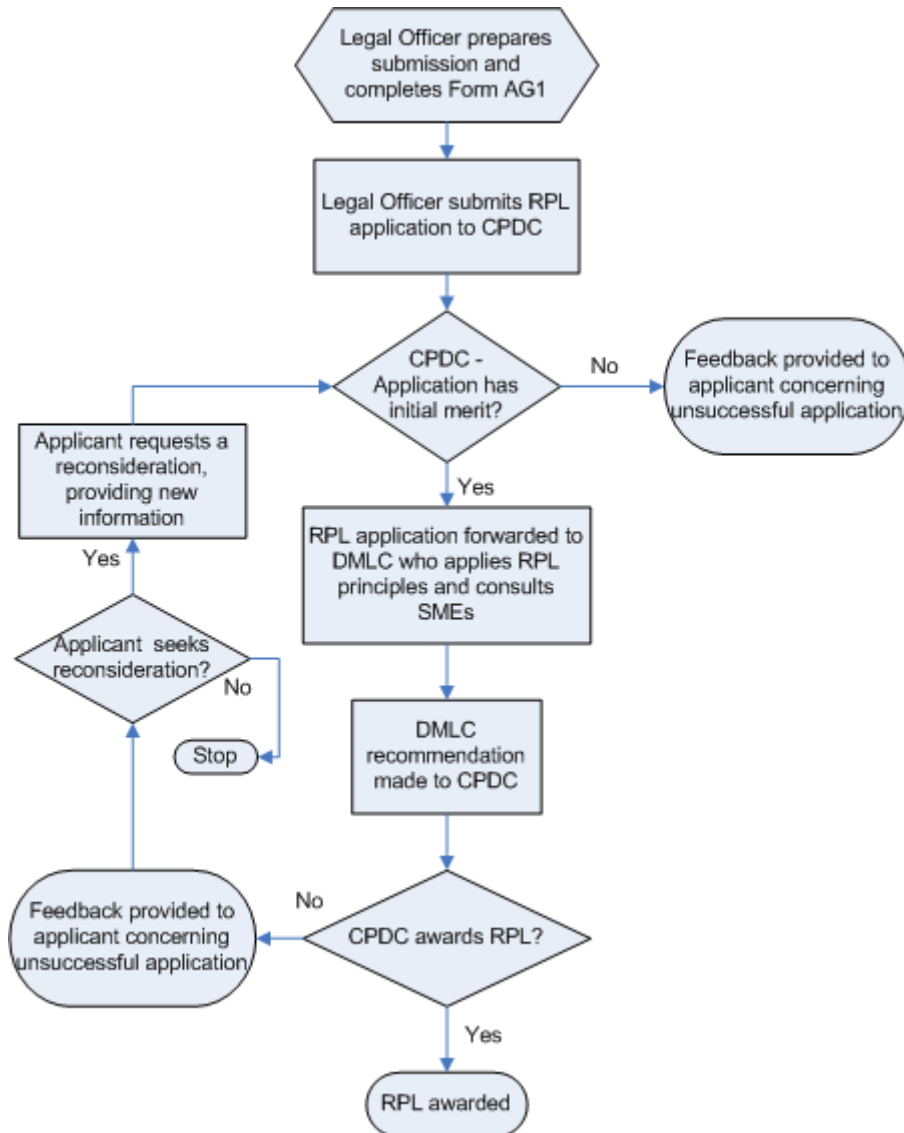 Legal Officer prepares
submission and
completes Form AG1
Legal Officer submits RPL
application to CPDC
CPDC -
Application has
initial merit?
No
Feedback provided to
applicant concerning
unsuccessful application
Yes
Applicant requests a
reconsideration,
providing new
information
RPL application forwarded to
DMLC who applies RPL
principles and consults
SMEs
Yes
Applicant seeks
reconsideration?
No
Stop
DMLC
recommendation
made to CPDC
CPDC awards RPL?
No
Feedback provided to
applicant concerning
unsuccessful application
Yes
RPL awarded